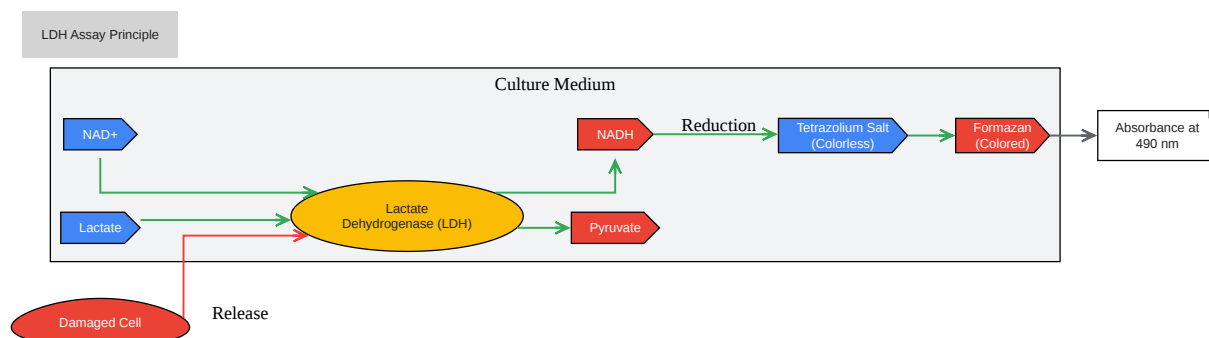 LDH Assay Principle
Culture Medium
NAD+
NADH
Reduction
Tetrazolium Salt
(Colorless)
Formazan
(Colored)
Absorbance at
490 nm
Lactate
Lactate
Dehydrogenase (LDH)
Pyruvate
Release
Damaged Cell